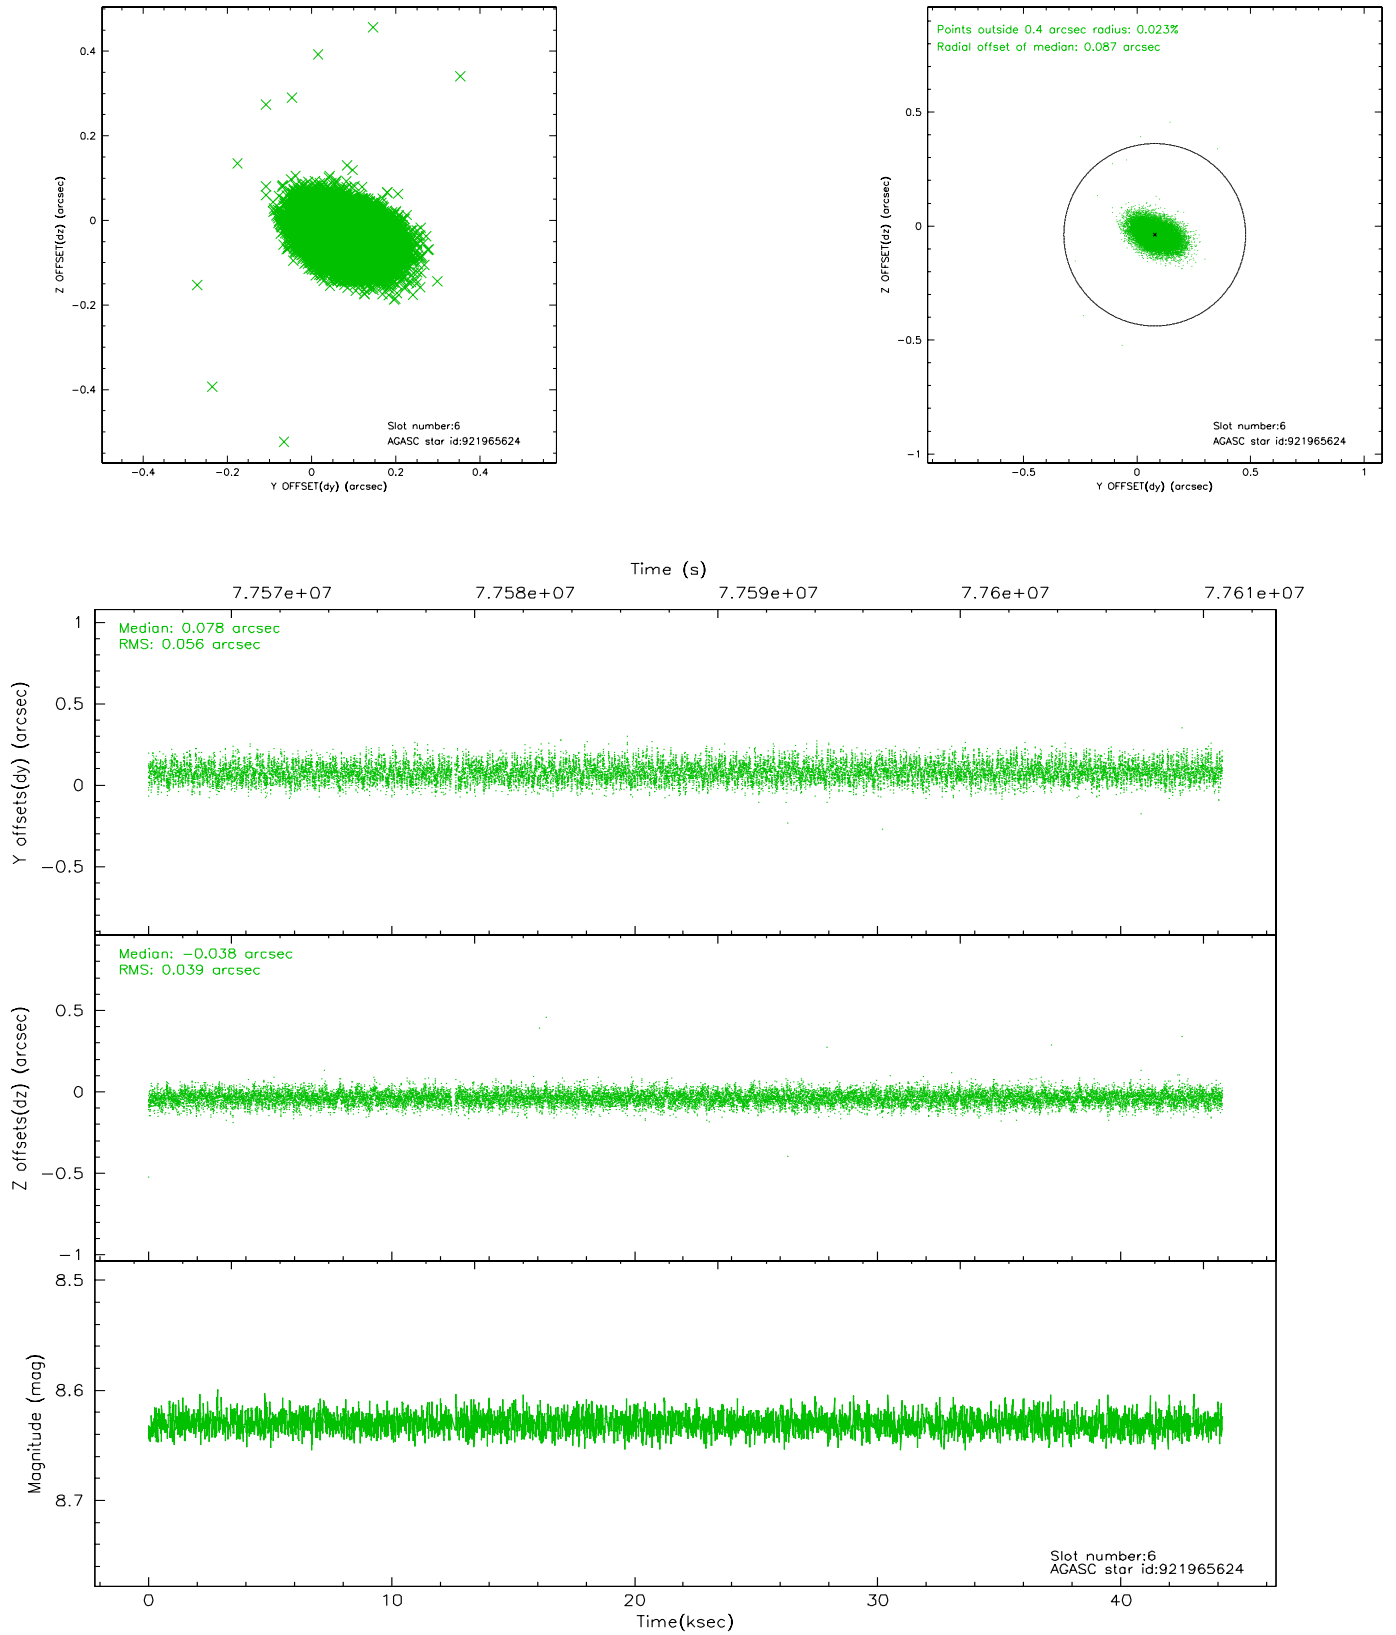 0.4
0.2
0
−0.2
−0.4
Z OFFSET(dz) (arcsec)
Slot number:6
AGASC star id:921965624
−0.4 −0.2 0 0.2 0.4
Y OFFSET(dy) (arcsec)
Points outside 0.4 arcsec radius: 0.023%
Radial offset of median: 0.087 arcsec
0.5
0
−0.5
−1
Z OFFSET(dz) (arcsec)
Slot number:6
AGASC star id:921965624
−0.5 0 0.5 1
Y OFFSET(dy) (arcsec)
Time (s)
7.757e+07 7.758e+07 7.759e+07 7.76e+07 7.761e+07
Median: 0.078 arcsec
RMS: 0.056 arcsec
1
0.5
0
−0.5
Y offsets(dy) (arcsec)
Median: −0.038 arcsec
RMS: 0.039 arcsec
0.5
0
−0.5
−1
Z offsets(dz) (arcsec)
8.5
8.6
8.7
Magnitude (mag)
Slot number:6
AGASC star id:921965624
0 10 20 30 40
Time(ksec)